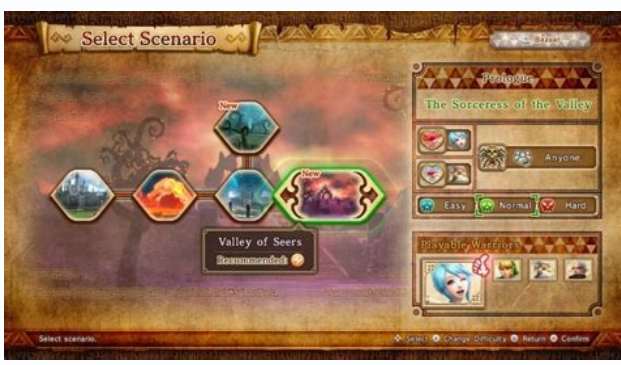 Select Scenario
Bazaar
Prologue
The Sorceress of the Valley
New
Anyone
New
Easy
Normal
Hard
Valley of Seers
Recommended:
Playable Warriors
Select scenario.
Select
Change Difficulty
Return
Confirm